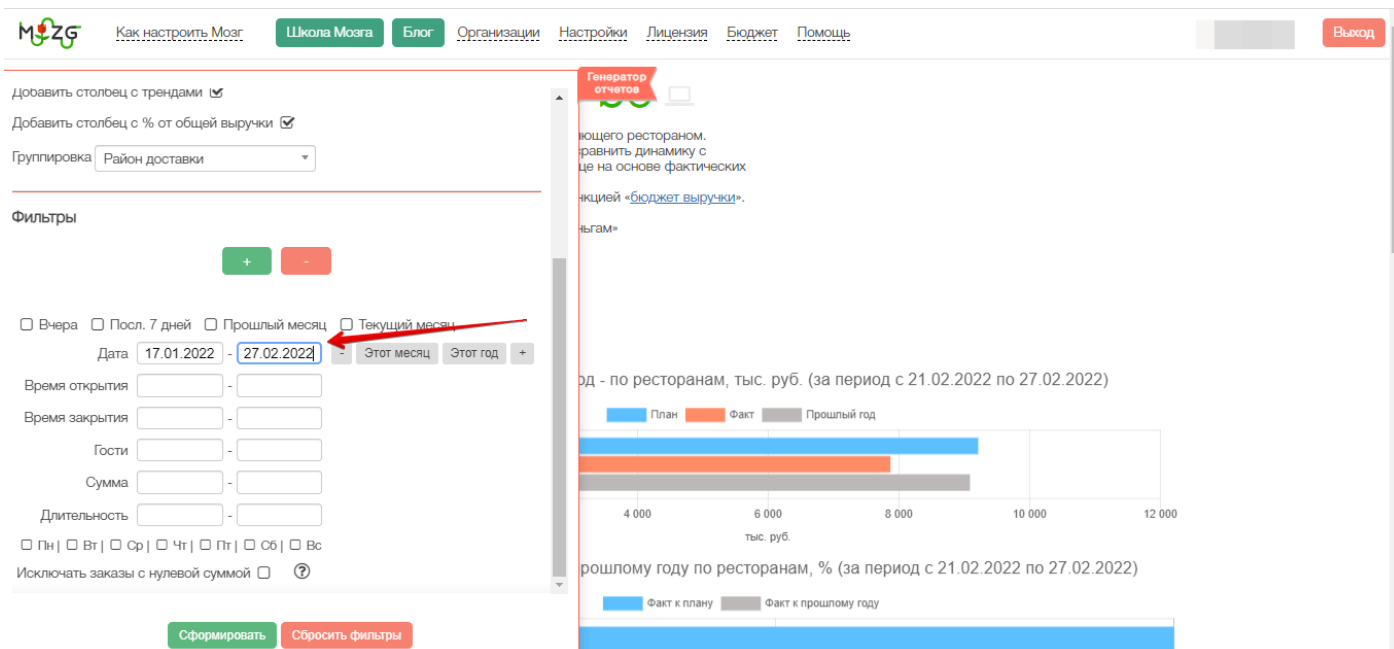 MOZG Как настроить Мозг Школа Мозга Блог Организации Настройки Лицензия Бюджет Помощь Выход
Генератор
отчетов
Добавить столбец с трендами
Добавить столбец с % от общей выручки
Группировка Район доставки
Фильтры
+ -
Вчера Посл. 7 дней Прошлый месяц Текущий месяц
Дата 17.01.2022 - 27.02.2022 - Этот месяц Этот год +
Время открытия -
Время закрытия -
Гости -
Сумма -
Длительность -
Пн | Вт | Ср | Чт | Пт | Сб | Вс
Исключать заказы с нулевой суммой ?
Сформировать Сбросить фильтры
ющего рестораном.
равнить динамику с
це на основе фактических
нкцией «бюджет выручки».
ньгам»
од - по ресторанам, тыс. руб. (за период с 21.02.2022 по 27.02.2022)
План Факт Прошлый год
4 000 6 000 8 000 10 000 12 000
тыс. руб.
рошлому году по ресторанам, % (за период с 21.02.2022 по 27.02.2022)
Факт к плану Факт к прошлому году